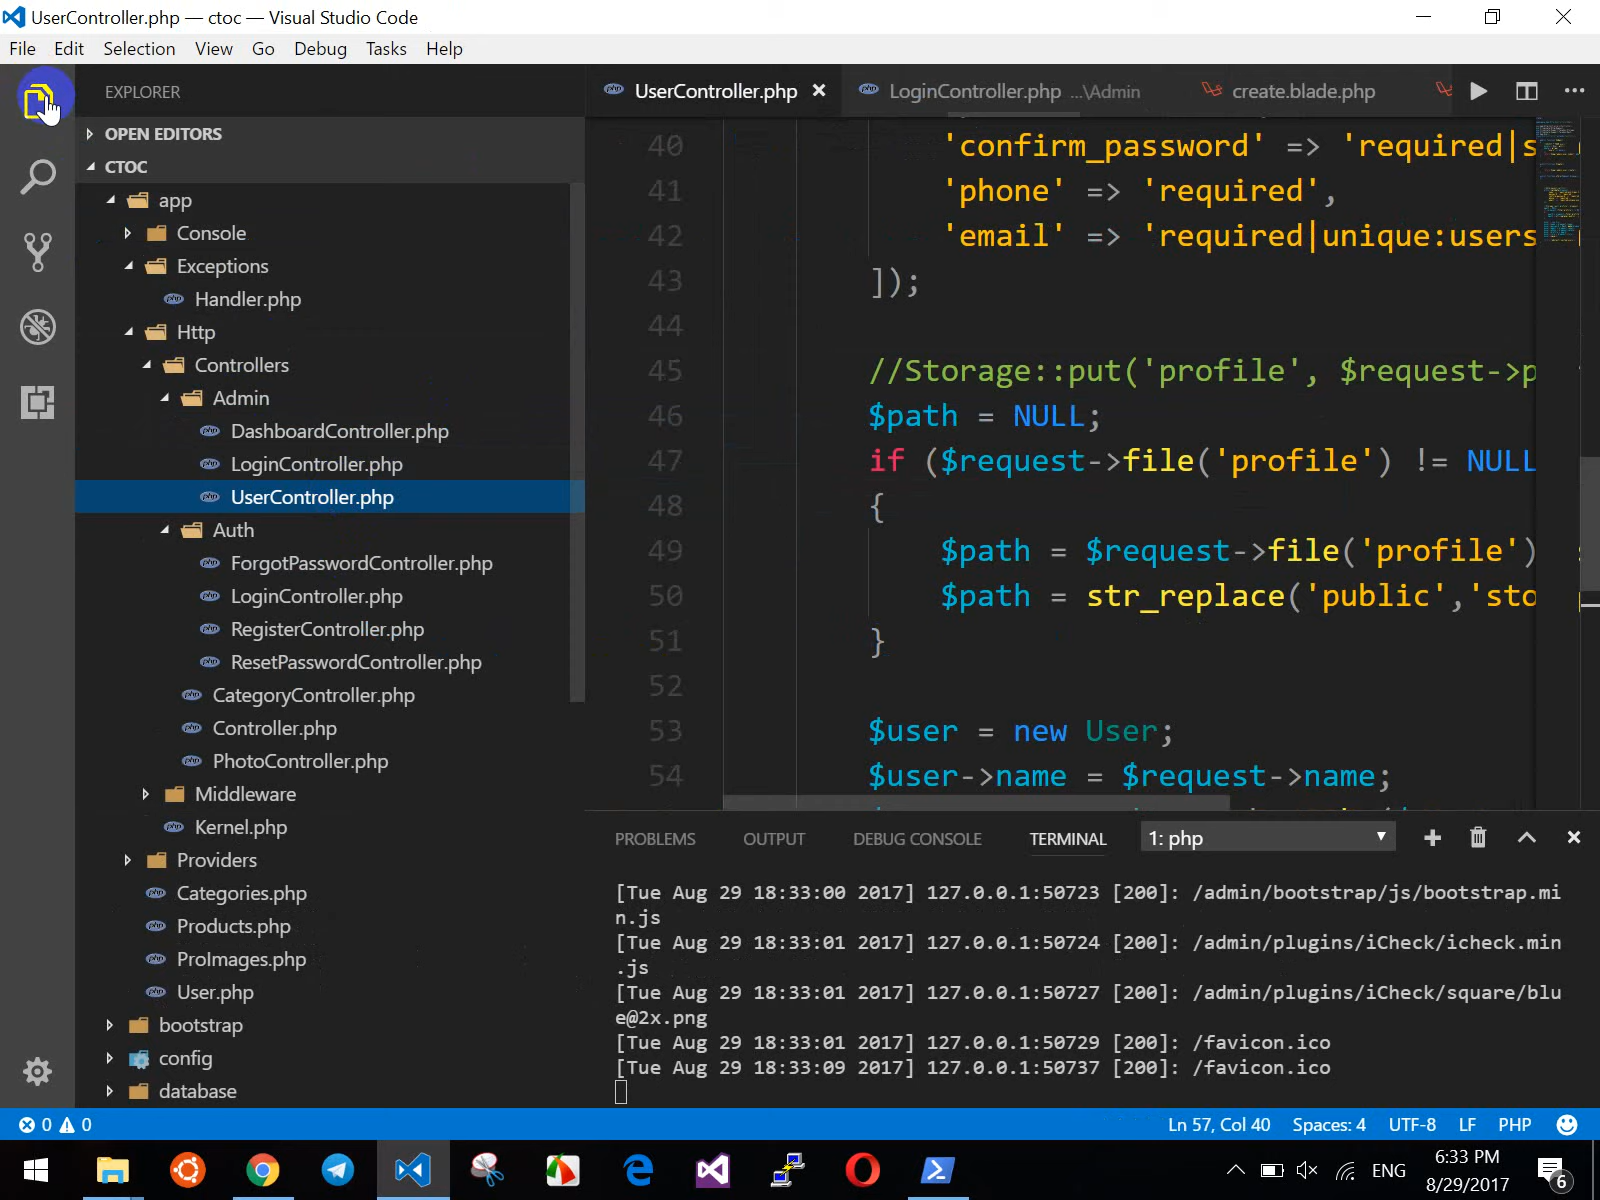 UserController.php — ctoc — Visual Studio Code
File Edit Selection View Go Debug Tasks Help
EXPLORER
OPEN EDITORS
CTOC
app
Console
Exceptions
Handler.php
Http
Controllers
Admin
DashboardController.php
LoginController.php
UserController.php
Auth
ForgotPasswordController.php
LoginController.php
RegisterController.php
ResetPasswordController.php
CategoryController.php
Controller.php
PhotoController.php
Middleware
Kernel.php
Providers
Categories.php
Products.php
ProImages.php
User.php
bootstrap
config
database
UserController.php LoginController.php ...\Admin create.blade.php
40 'confirm_password' => 'required|s
41 'phone' => 'required',
42 'email' => 'required|unique:users
43 ]);
44
45 //Storage::put('profile', $request->p
46 $path = NULL;
47 if ($request->file('profile') != NULL
48 {
49 $path = $request->file('profile')
50 $path = str_replace('public','sto
51 }
52
53 $user = new User;
54 $user->name = $request->name;
PROBLEMS OUTPUT DEBUG CONSOLE TERMINAL 1: php
[Tue Aug 29 18:33:00 2017] 127.0.0.1:50723 [200]: /admin/bootstrap/js/bootstrap.mi
n.js
[Tue Aug 29 18:33:01 2017] 127.0.0.1:50724 [200]: /admin/plugins/iCheck/icheck.min
.js
[Tue Aug 29 18:33:01 2017] 127.0.0.1:50727 [200]: /admin/plugins/iCheck/square/blu
e@2x.png
[Tue Aug 29 18:33:01 2017] 127.0.0.1:50729 [200]: /favicon.ico
[Tue Aug 29 18:33:09 2017] 127.0.0.1:50737 [200]: /favicon.ico
0 0 Ln 57, Col 40 Spaces: 4 UTF-8 LF PHP
ENG 6:33 PM
8/29/2017 6